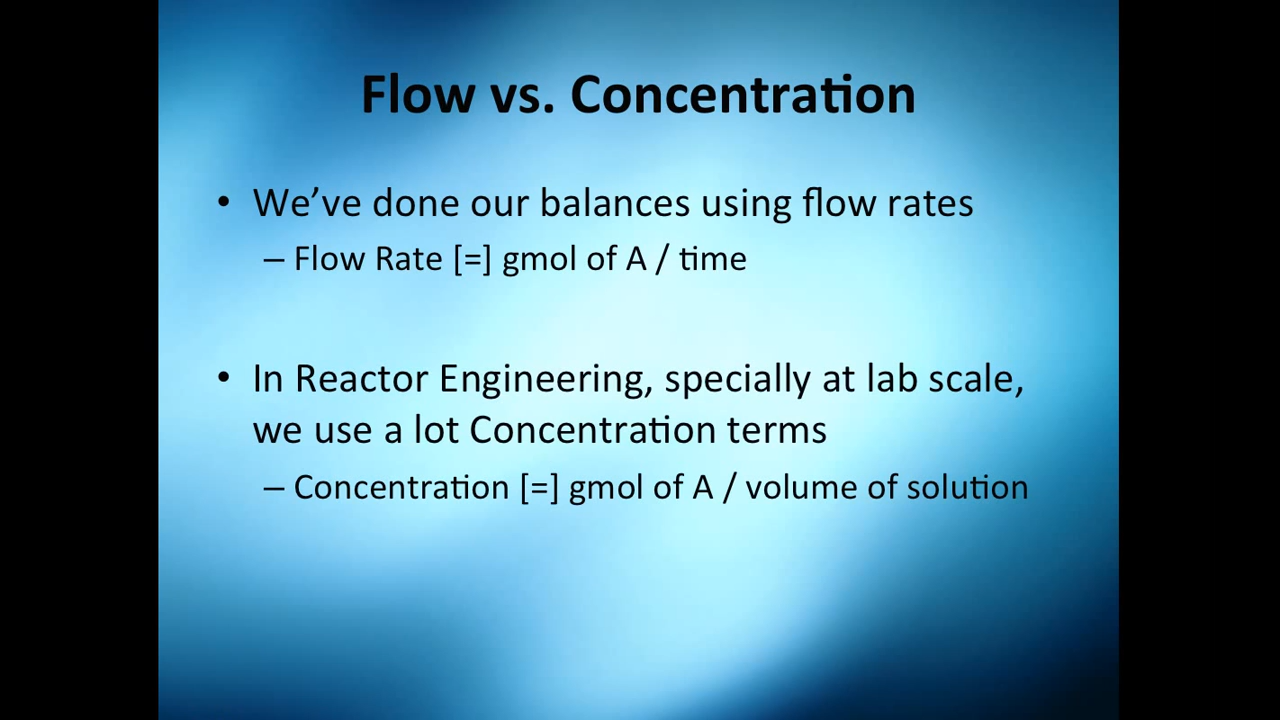 Flow vs. Concentration
• We’ve done our balances using flow rates
– Flow Rate [=] gmol of A / time
• In Reactor Engineering, specially at lab scale,
we use a lot Concentration terms
– Concentration [=] gmol of A / volume of solution